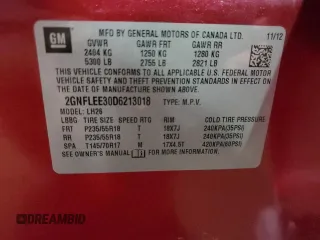 GM
MFD BY GENERAL MOTORS OF CANADA LTD. 11/12
GVWR GAWR FRT GAWR RR
2404 KG 1250 KG 1280 KG
5300 LB 2756 LB 2821 LB
THIS VEHICLE CONFORMS TO ALL APPLICABLE U.S. FEDERAL MOTOR
VEHICLE SAFETY AND THEFT PREVENTION STANDARDS IN EFFECT ON
THE DATE OF MANUFACTURE SHOWN ABOVE.
2GNFLEE30D6213018 TYPE: M.P.V.
MODEL: LH26
TIRE SIZE SPEED RTG RIM COLD TIRE PRESSURE
FRT P235/55R18 T 18X7J 240KPA(35PSI)
RR P235/55R18 T 18X7J 240KPA(35PSI)
SPA T145/70R17 M 17X4.5T 420KPA(60PSI)
SEE OWNER'S MANUAL FOR ADDITIONAL INFORMATION
DREAMBID